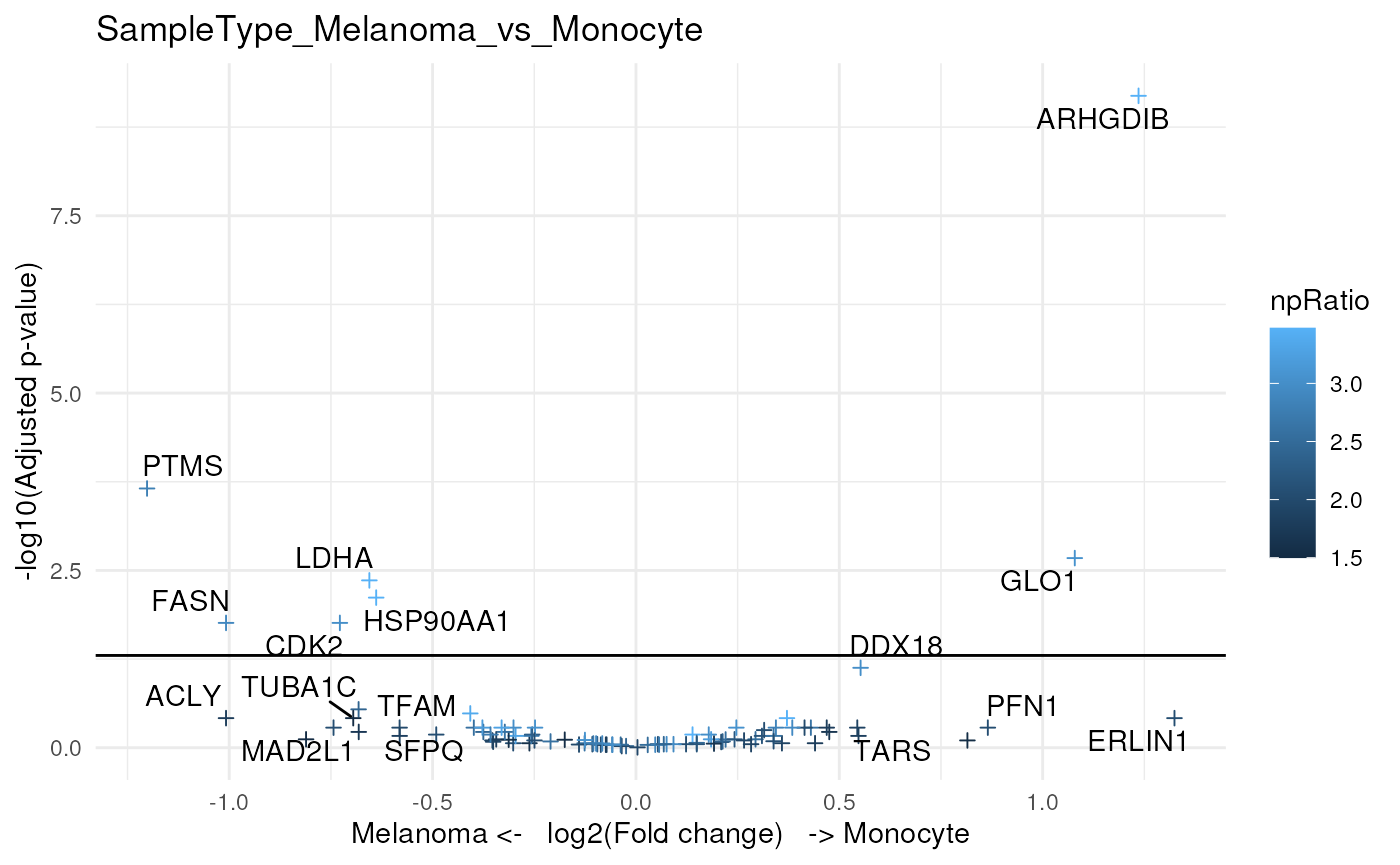 SampleType_Melanoma_vs_Monocyte
ARHGDIB
7.5
npRatio
3.0
5.0
-log10(Adjusted p-value)
2.5
PTMS
2.0
LDHA
2.5
1.5
GLO1
FASN
HSP90AA1
CDK2
DDX18
TUBA1C
ACLY
TFAM
PFN1
0.0
MAD2L1
SFPQ
TARS
ERLIN1
-1.0
-0.5
0.0
0.5
1.0
Melanoma <-   log2(Fold change)   -> Monocyte